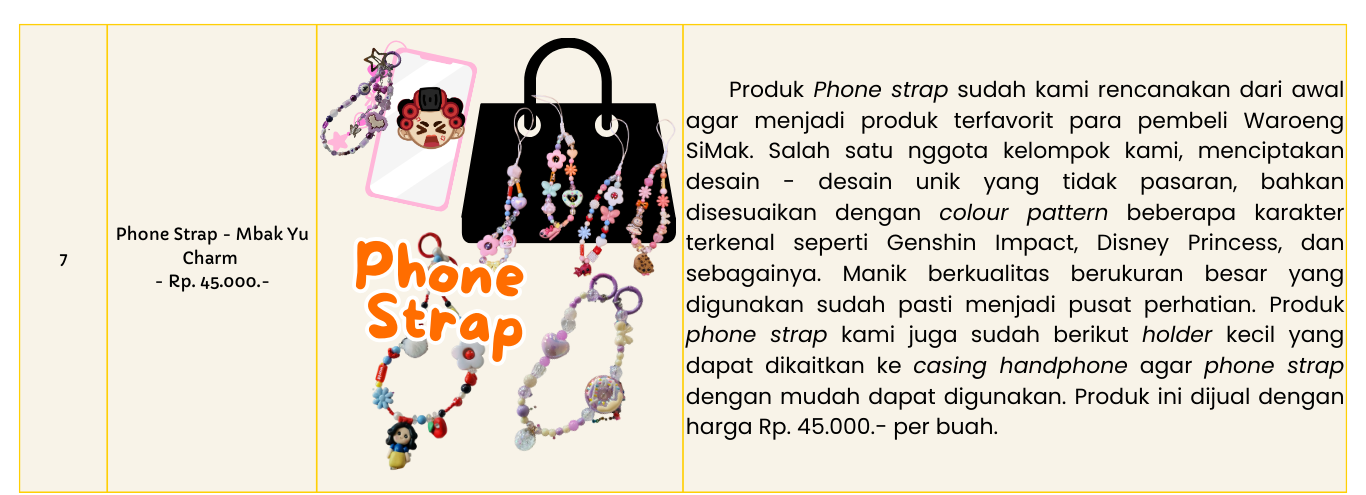 7
Phone Strap - Mbak Yu
Charm
- Rp. 45.000.-
Phone
Strap
Produk Phone strap sudah kami rencanakan dari awal
agar menjadi produk terfavorit para pembeli Waroeng
SiMak. Salah satu nggota kelompok kami, menciptakan
desain - desain unik yang tidak pasaran, bahkan
disesuaikan dengan colour pattern beberapa karakter
terkenal seperti Genshin Impact, Disney Princess, dan
sebagainya. Manik berkualitas berukuran besar yang
digunakan sudah pasti menjadi pusat perhatian. Produk
phone strap kami juga sudah berikut holder kecil yang
dapat dikaitkan ke casing handphone agar phone strap
dengan mudah dapat digunakan. Produk ini dijual dengan
harga Rp. 45.000.- per buah.